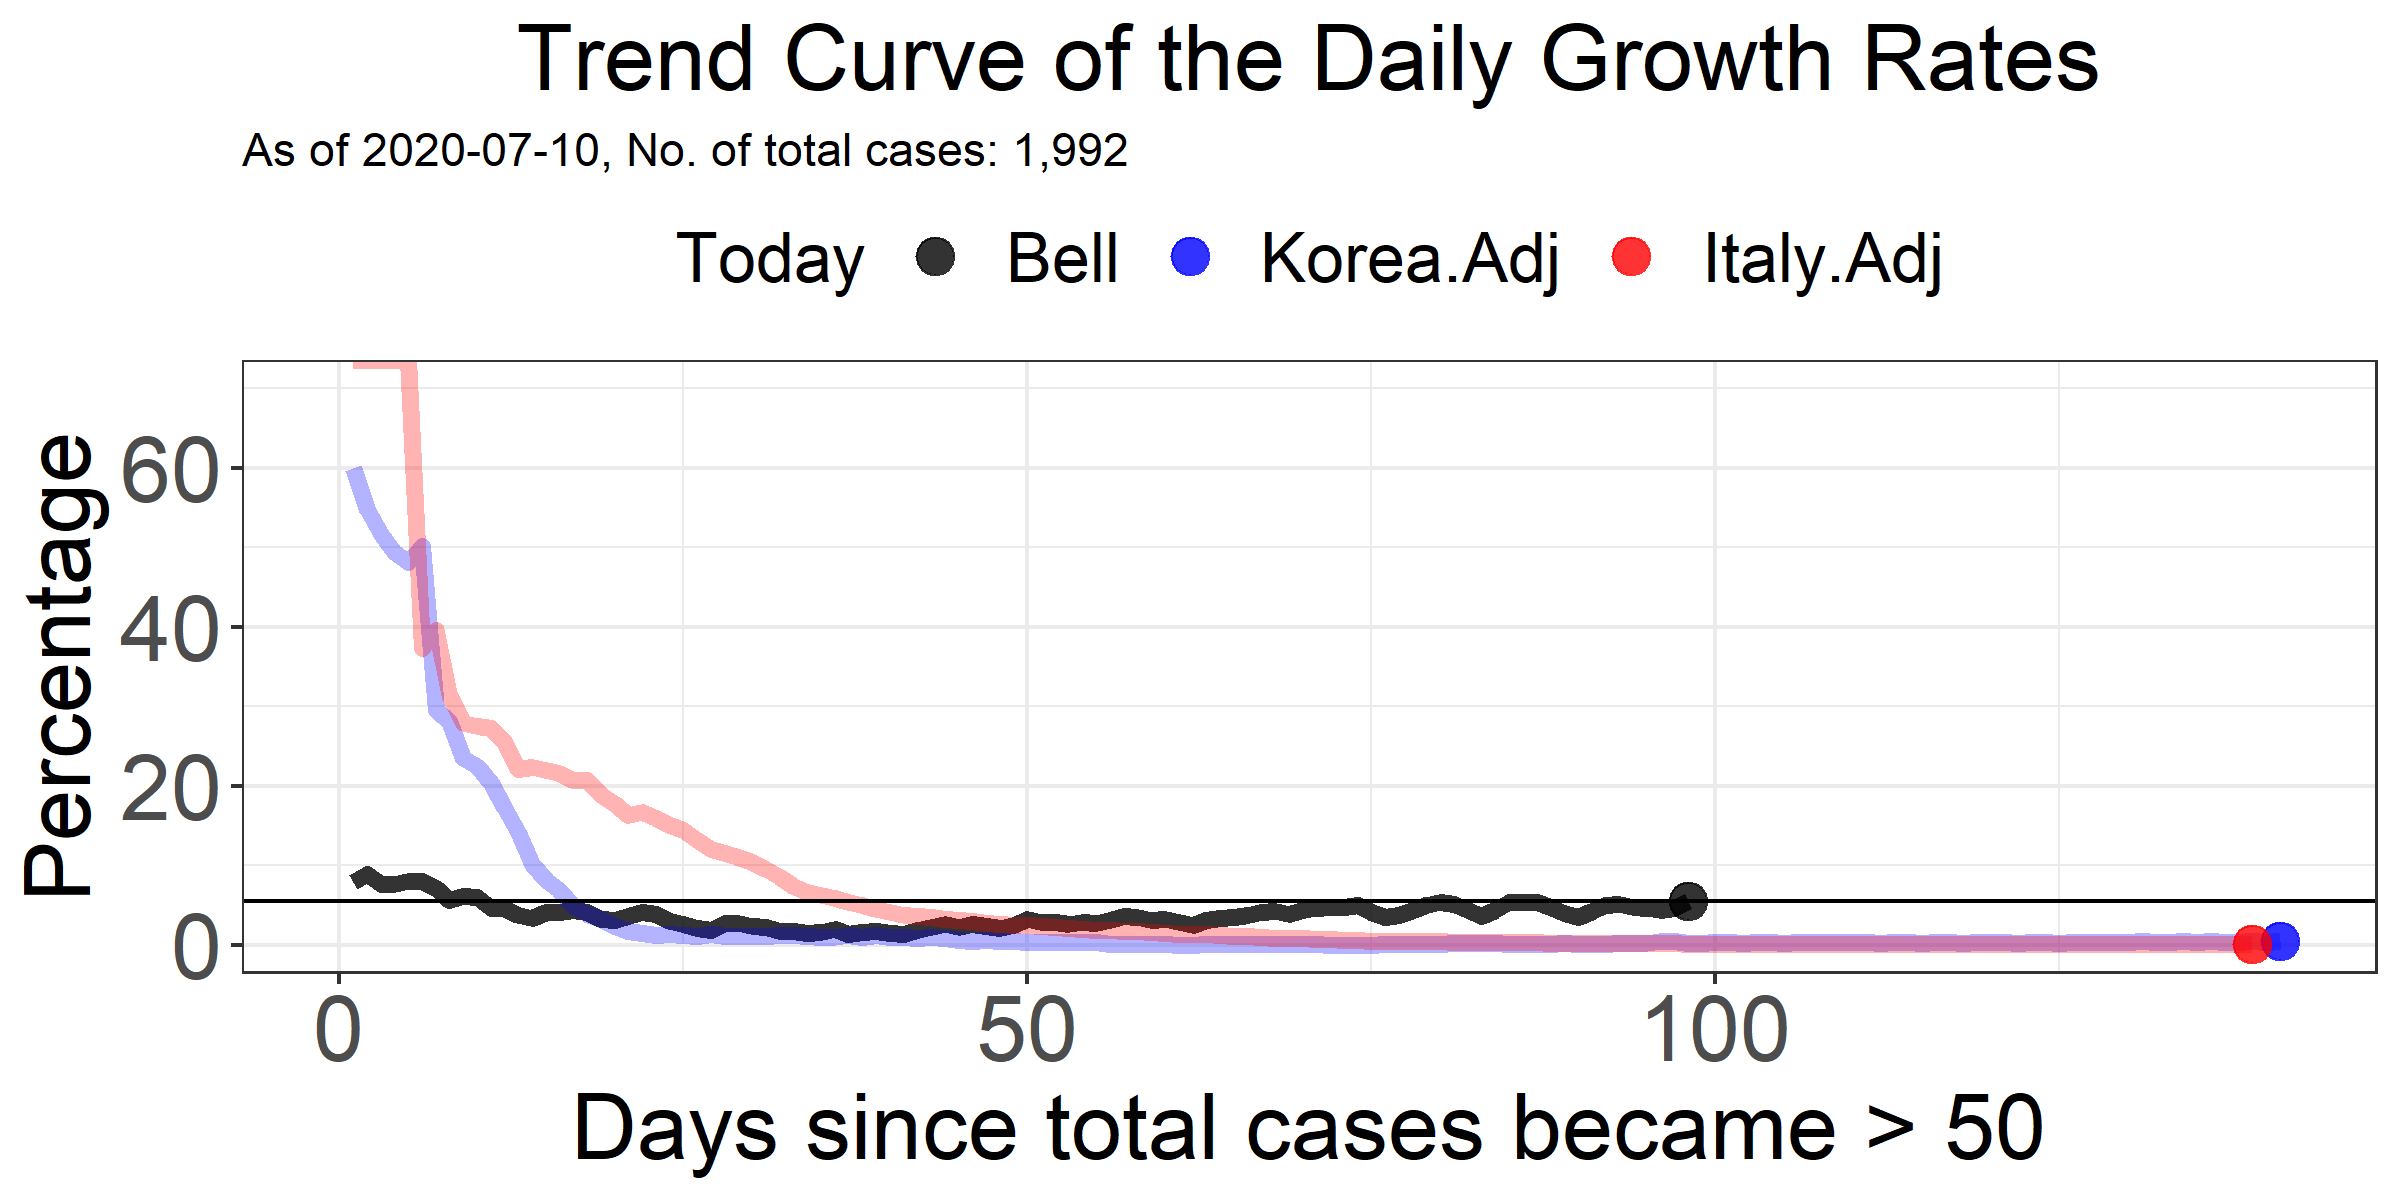 Trend Curve of the Daily Growth Rates
As of 2020-07-10, No. of total cases: 1,992
Today Bell Korea.Adj Italy.Adj
Percentage
60
40
20
0
0 50 100
Days since total cases became > 50